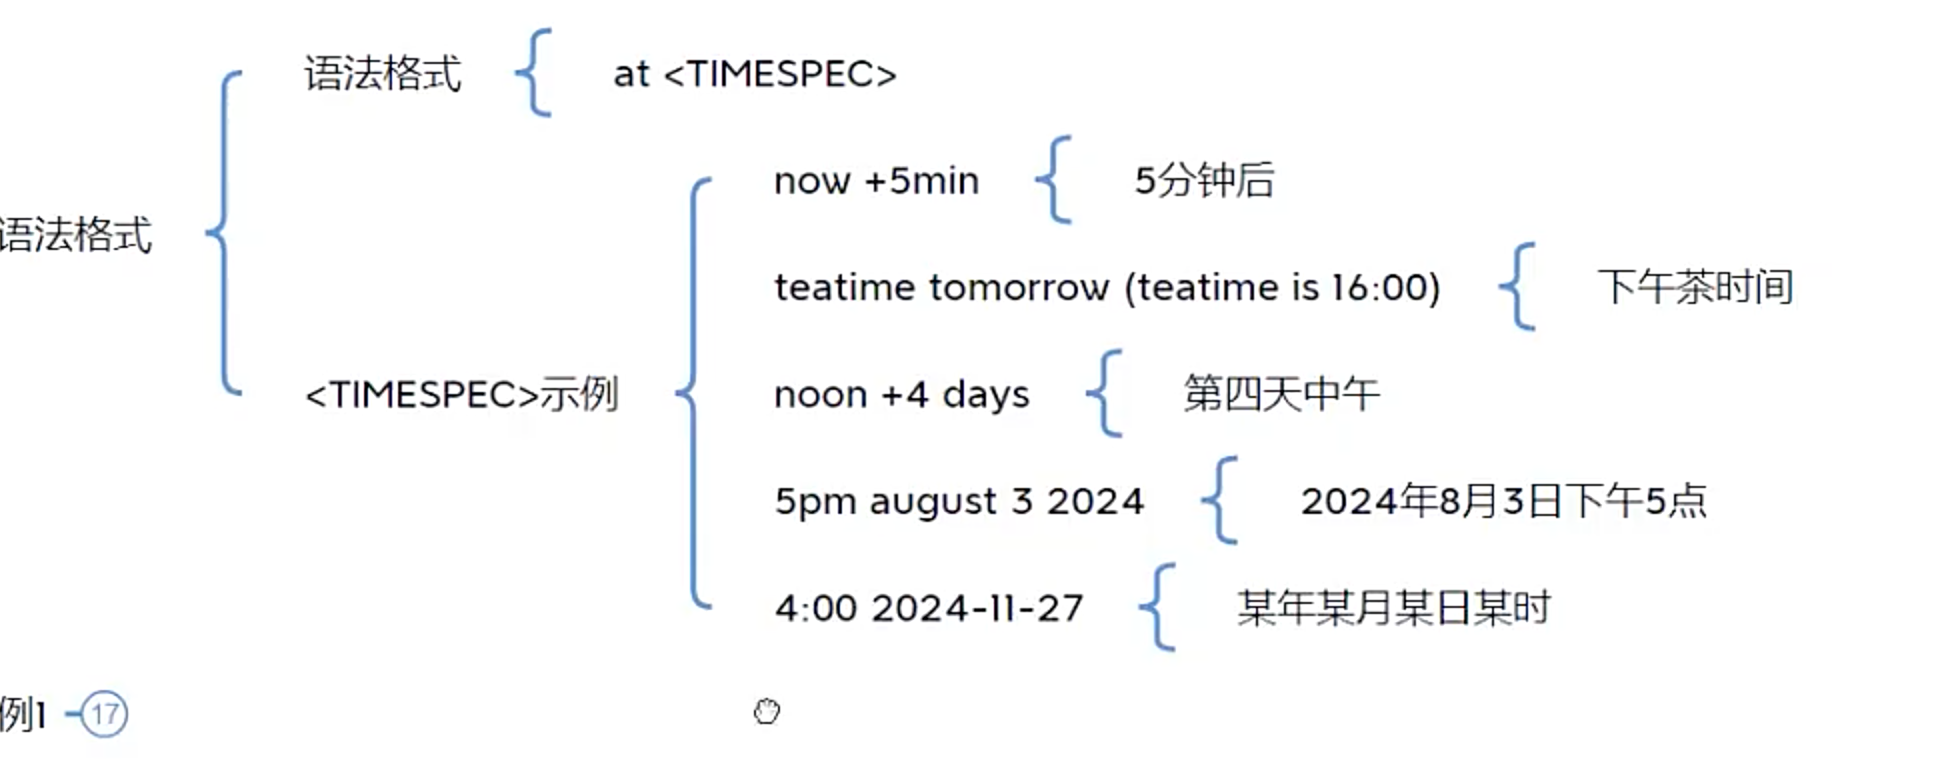 语法格式
语法格式
at <TIMESPEC>
<TIMESPEC>示例
now +5min
5分钟后
teatime tomorrow (teatime is 16:00)
下午茶时间
noon +4 days
第四天中午
5pm august 3 2024
2024年8月3日下午5点
4:00 2024-11-27
某年某月某日某时
例1
17